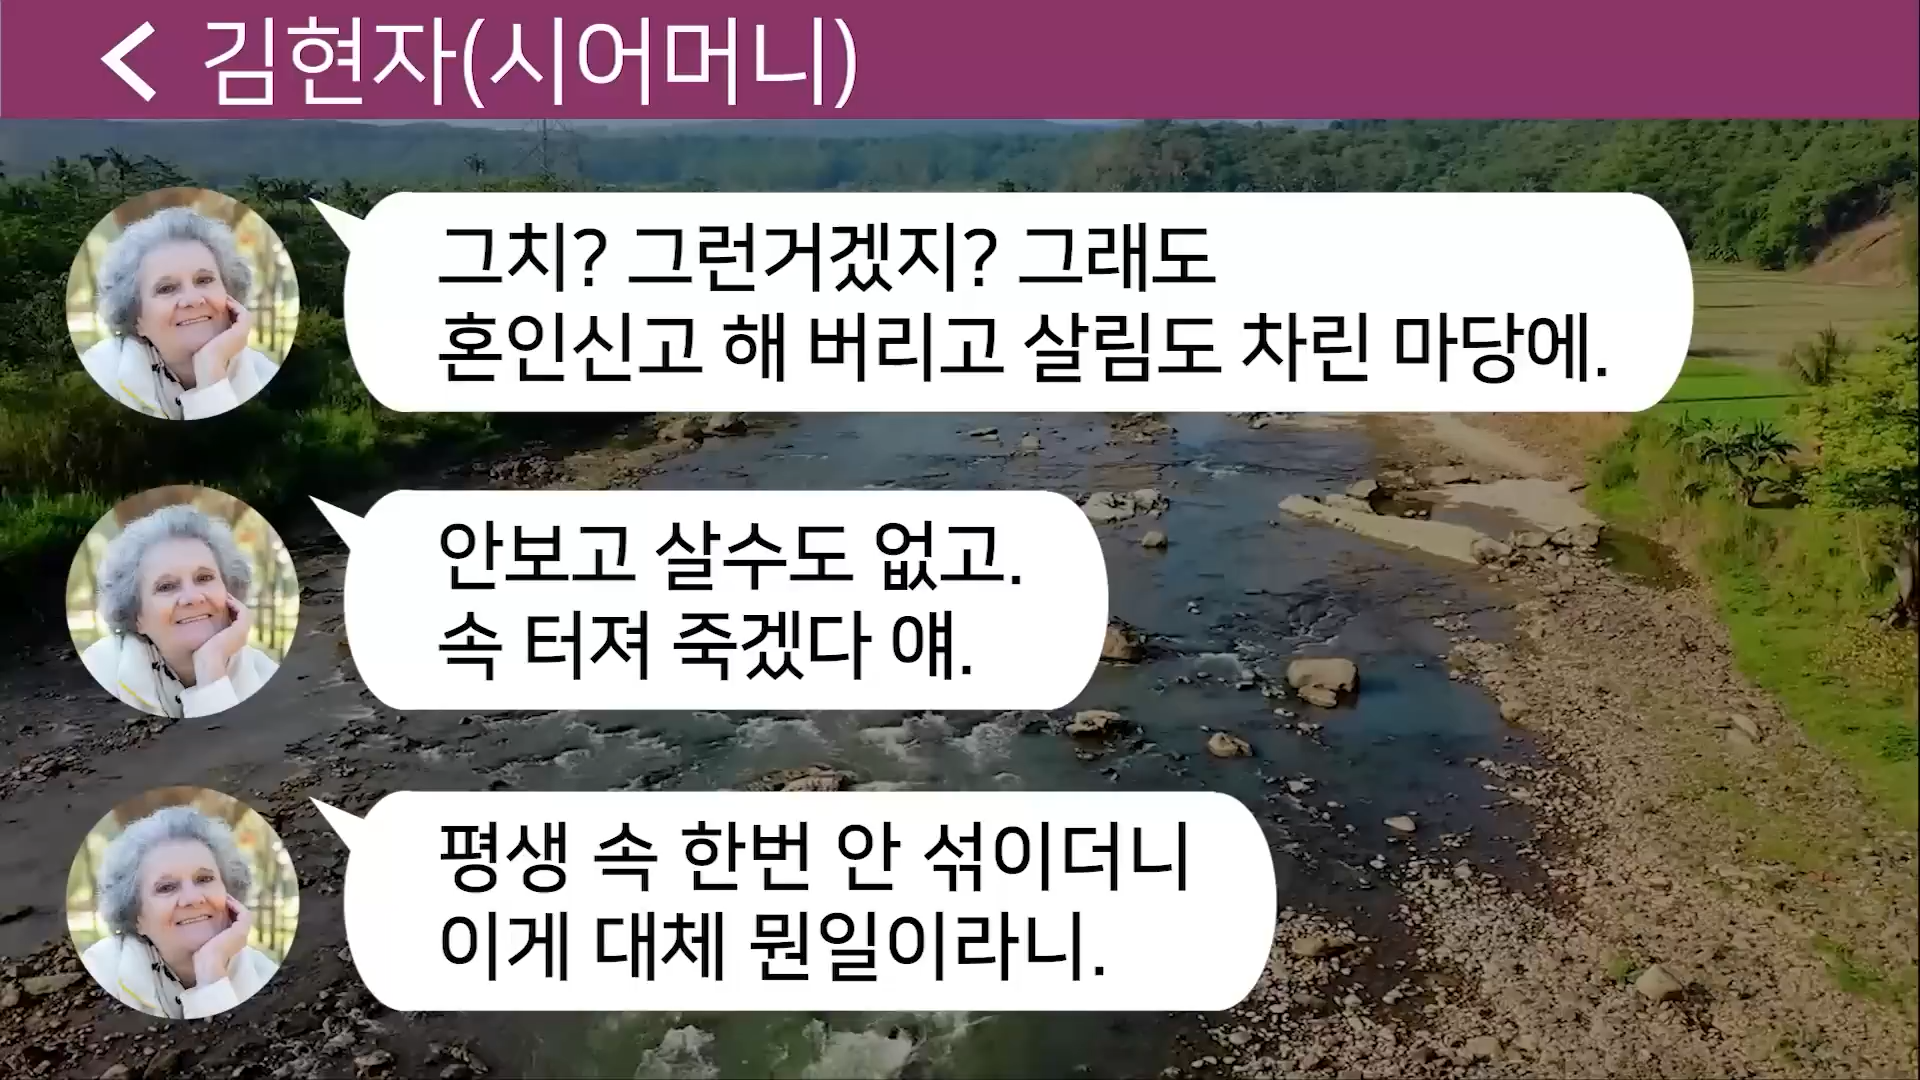 김현자(시어머니)
그치? 그런거겠지? 그래도
혼인신고 해 버리고 살림도 차린 마당에.
안보고 살수도 없고.
속 터져 죽겠다 얘.
평생 속 한번 안 섞이더니
이게 대체 뭔일이라니.